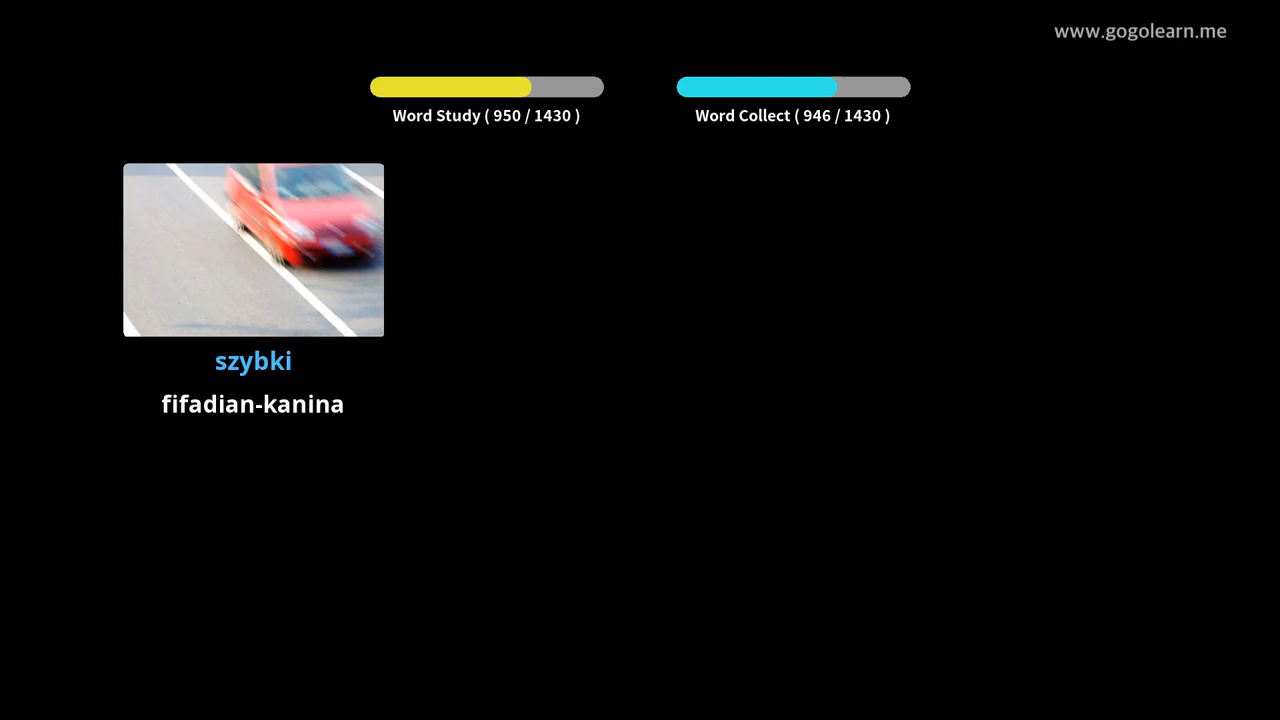 www.gogolearn.me
Word Study ( 950 / 1430 )
Word Collect ( 946 / 1430 )
szybki
fifadian-kanina